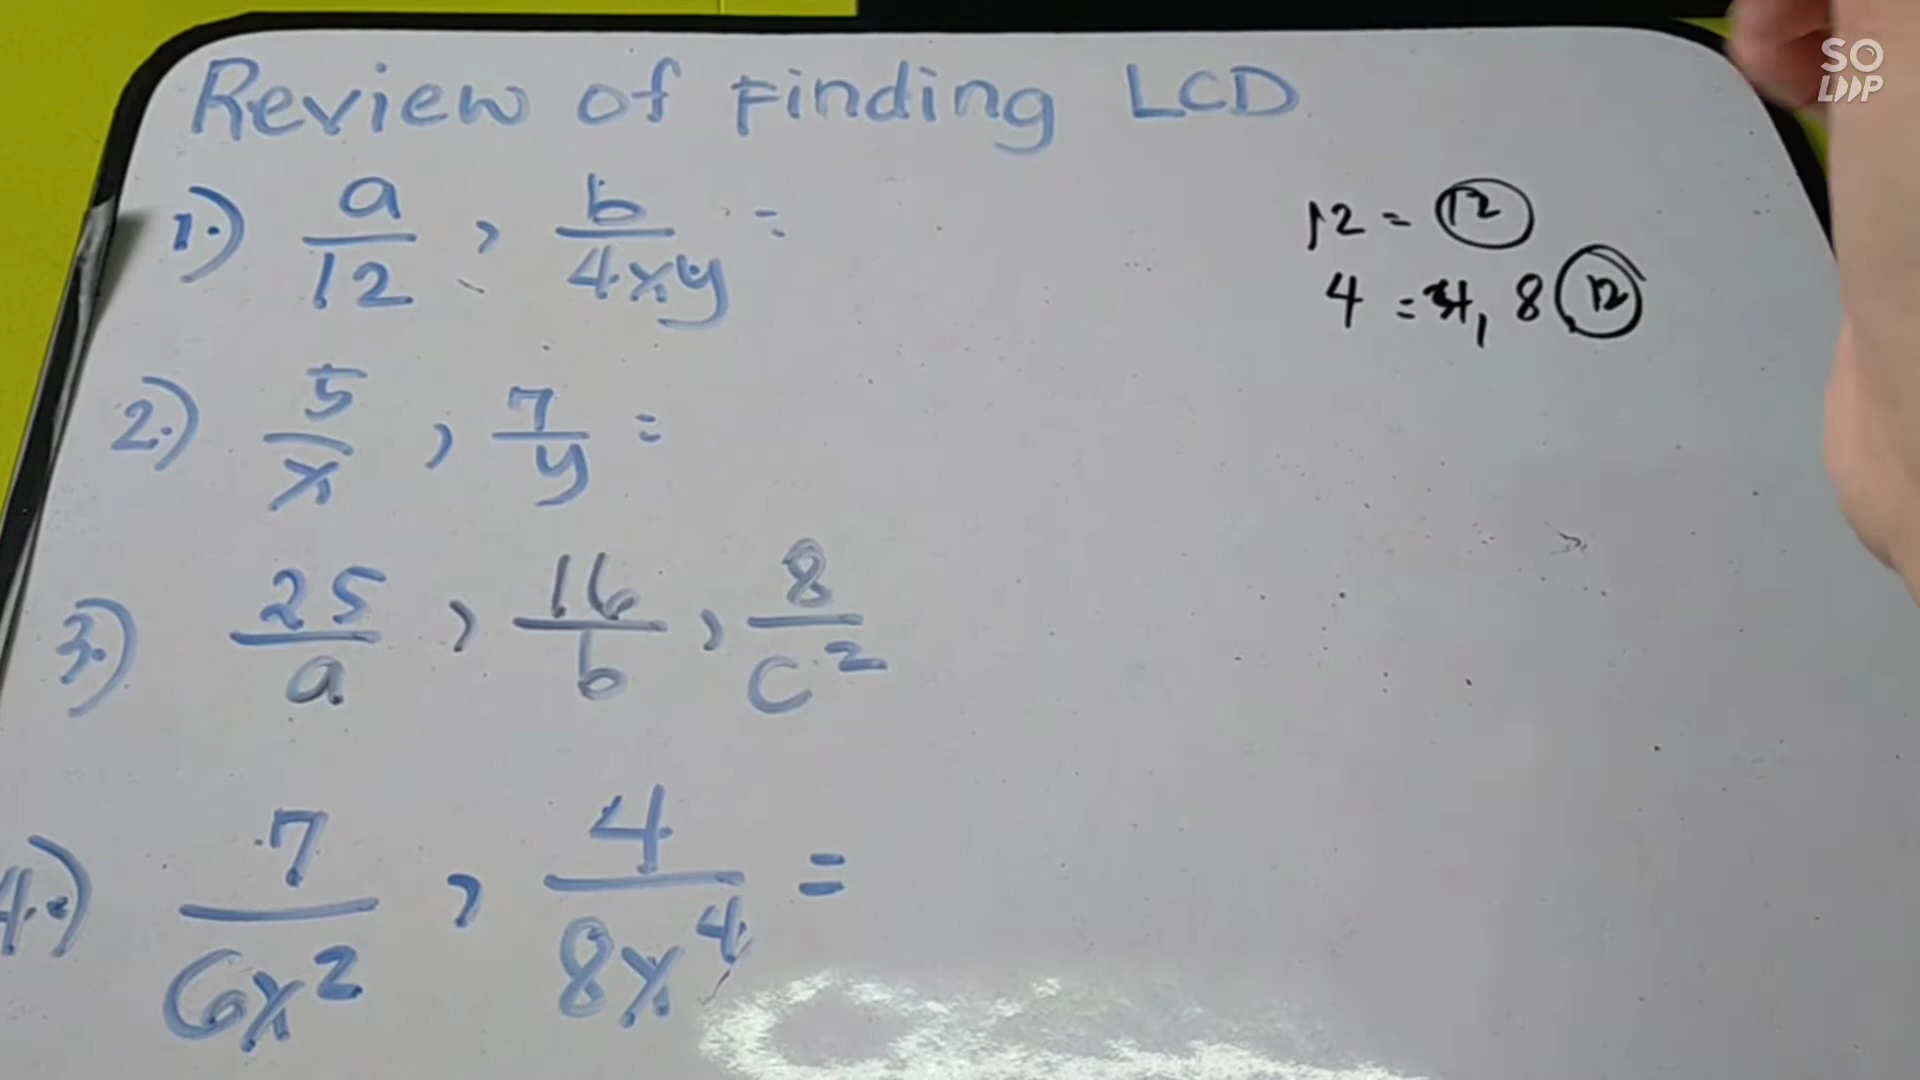 Review of Finding LCD
1.) a/12 , b/4xy =
12 = 12
4 = 4, 8 12
2.) 5/x , 7/y =
3.) 25/a , 16/b , 8/c²
4.) 7/6x² , 4/8x⁴ =
SO
LOOP